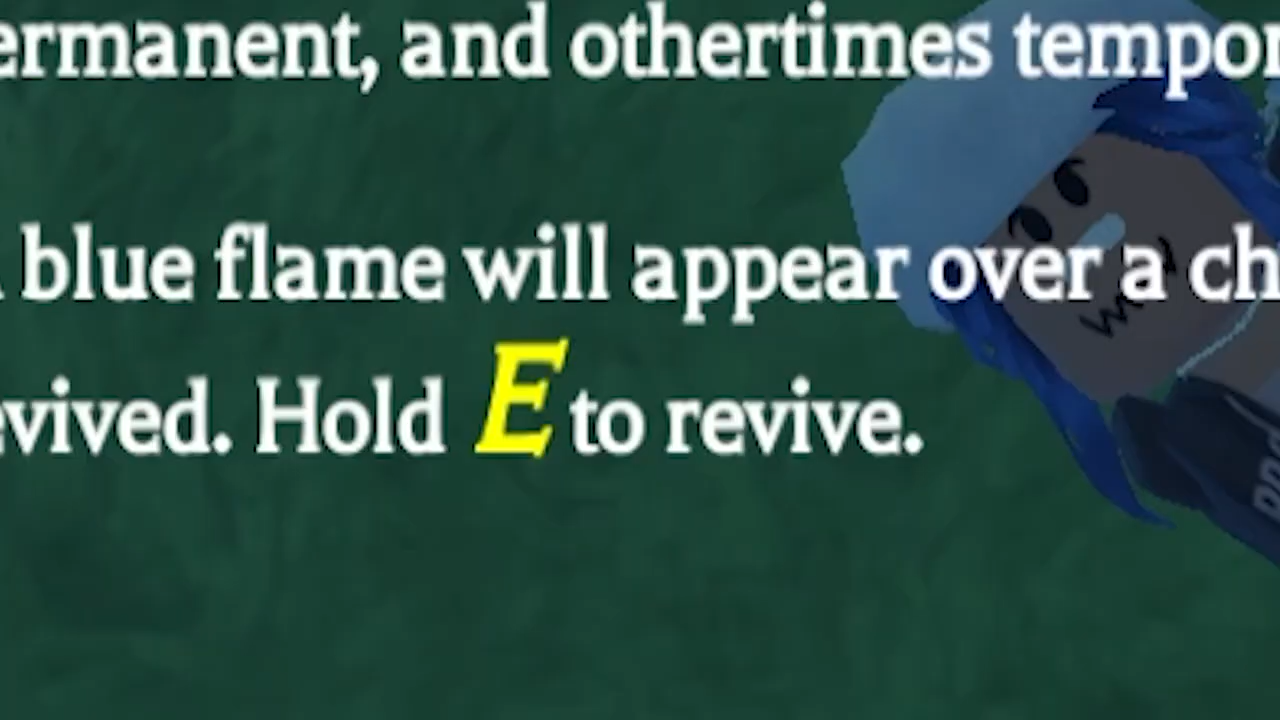 ermanent, and othertimes tempor
blue flame will appear over a ch
evived. Hold E to revive.